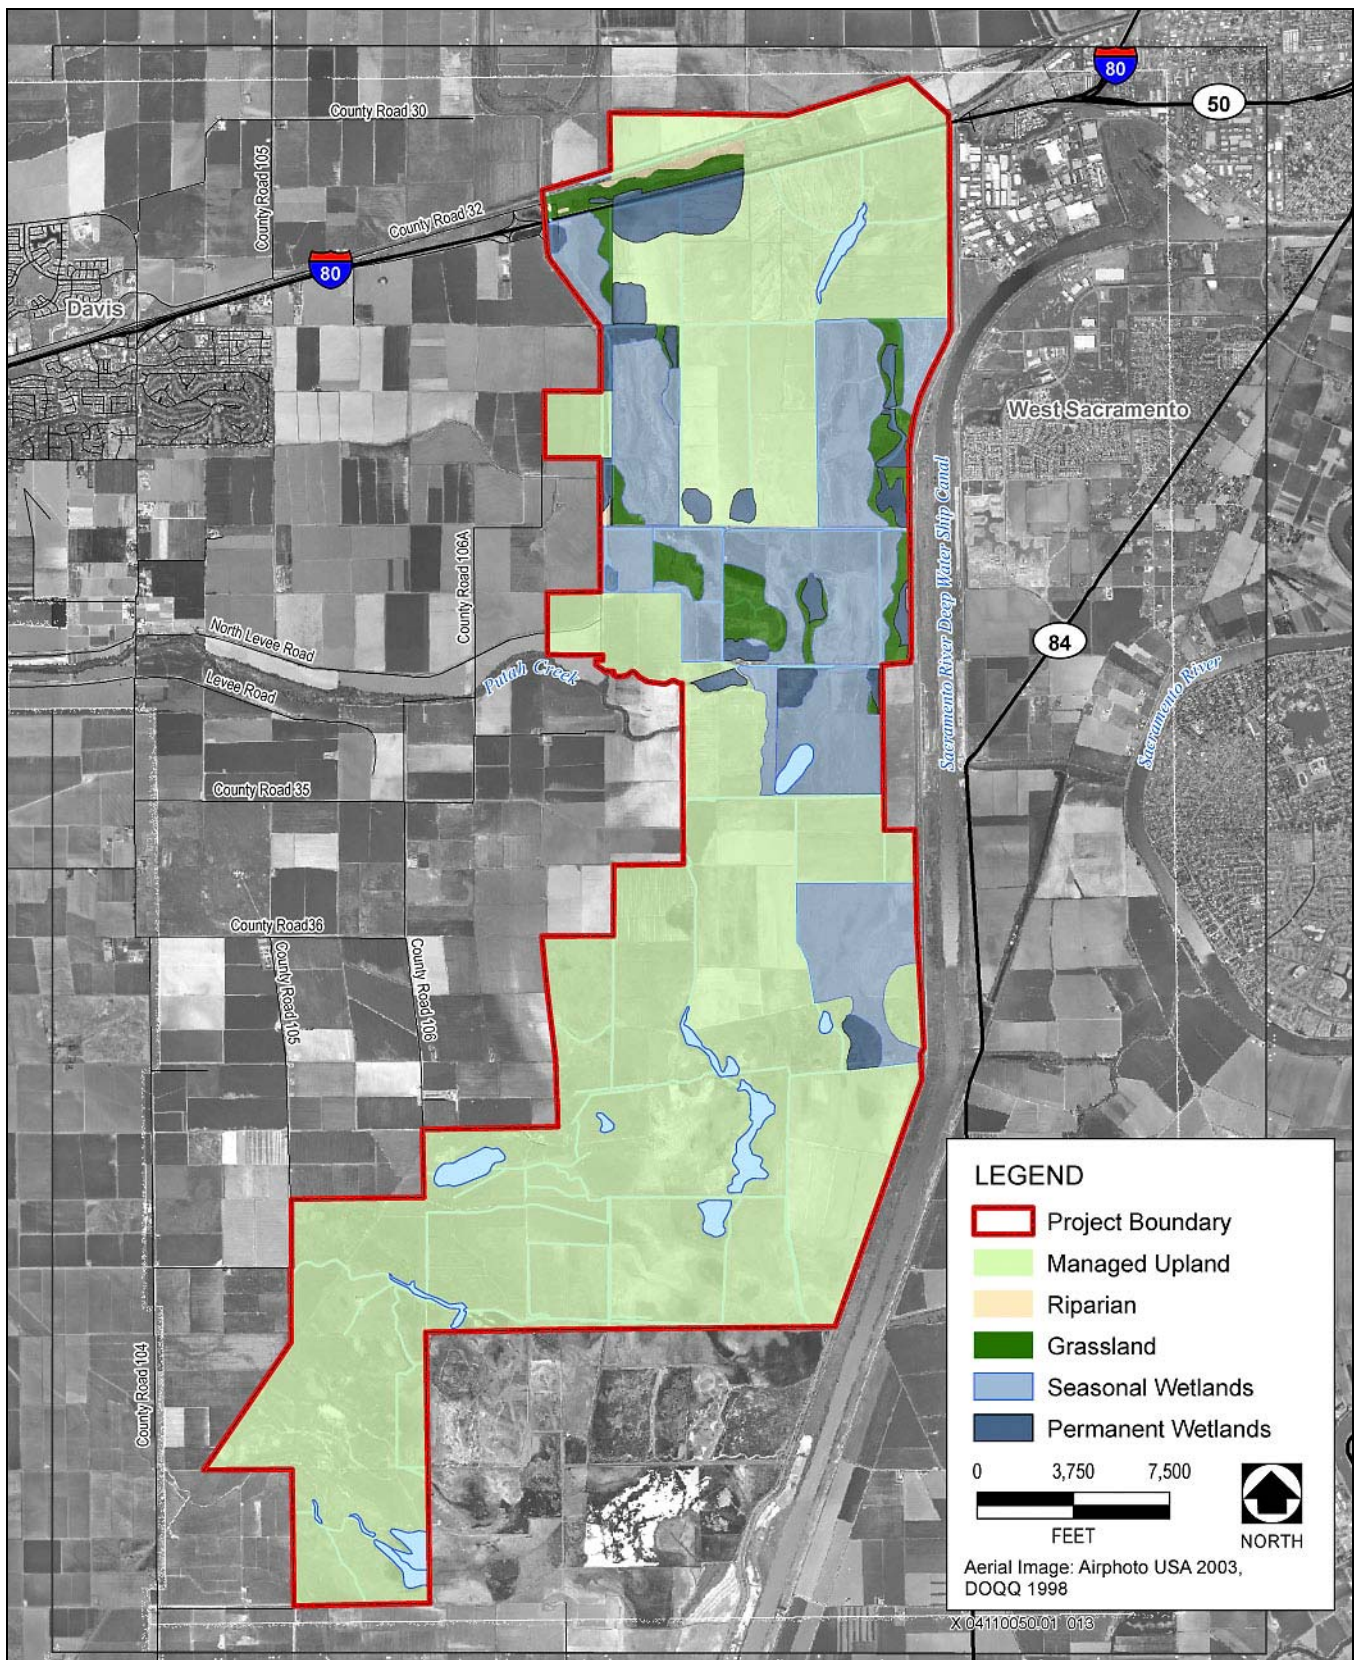 80
50
County Road 30
County Road 105
County Road 32
80
Davis
West Sacramento
Sacramento River Deep Water Ship Canal
County Road 106A
North Levee Road
Levee Road
Putah Creek
84
Sacramento River
County Road 35
County Road36
County Road 105
County Road 106
County Road 104
LEGEND
Project Boundary
Managed Upland
Riparian
Grassland
Seasonal Wetlands
Permanent Wetlands
0 3,750 7,500
FEET
NORTH
Aerial Image: Airphoto USA 2003,
DOQQ 1998
X 04110050.01 013